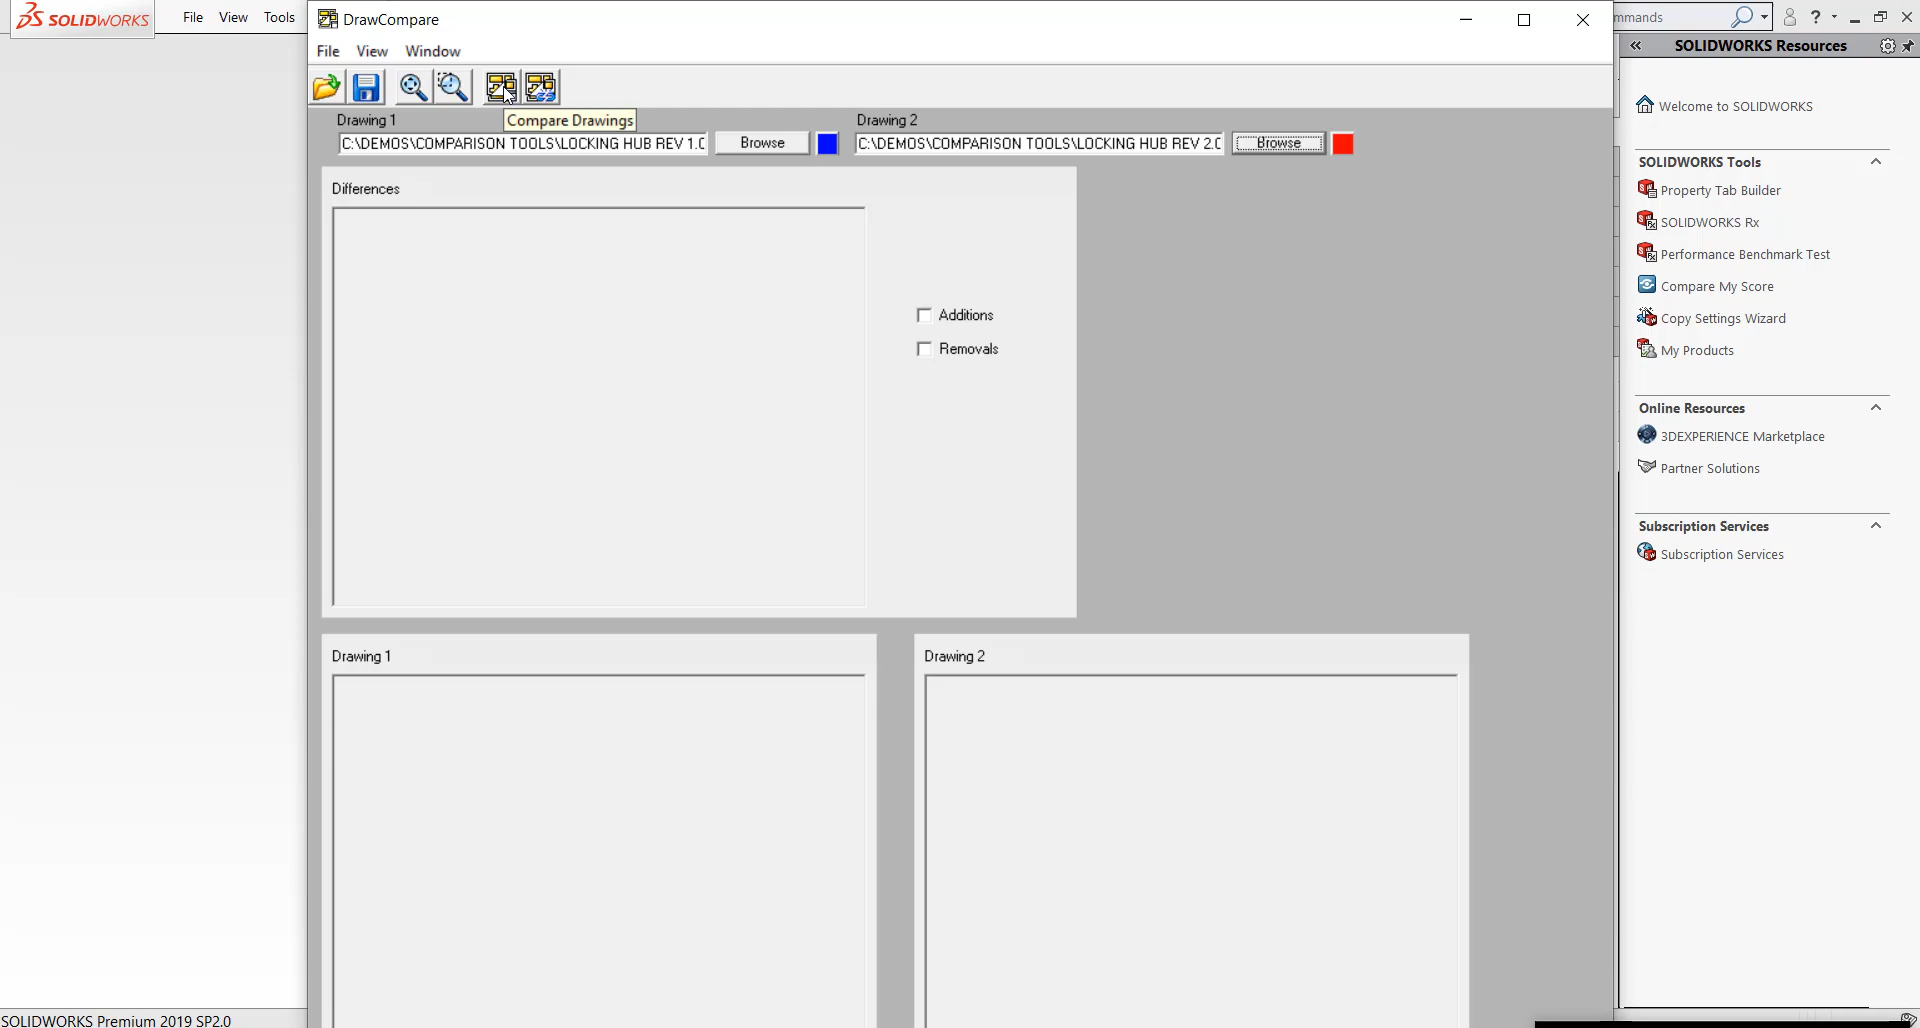 SOLIDWORKS
File View Tools
DrawCompare
mmands
?
File View Window
SOLIDWORKS Resources
Compare Drawings
Drawing 1
C:\DEMOS\COMPARISON TOOLS\LOCKING HUB REV 1.0
Browse
Drawing 2
C:\DEMOS\COMPARISON TOOLS\LOCKING HUB REV 2.0
Browse
Differences
Additions
Removals
Drawing 1
Drawing 2
Welcome to SOLIDWORKS
SOLIDWORKS Tools
Property Tab Builder
SOLIDWORKS Rx
Performance Benchmark Test
Compare My Score
Copy Settings Wizard
My Products
Online Resources
3DEXPERIENCE Marketplace
Partner Solutions
Subscription Services
Subscription Services
SOLIDWORKS Premium 2019 SP2.0